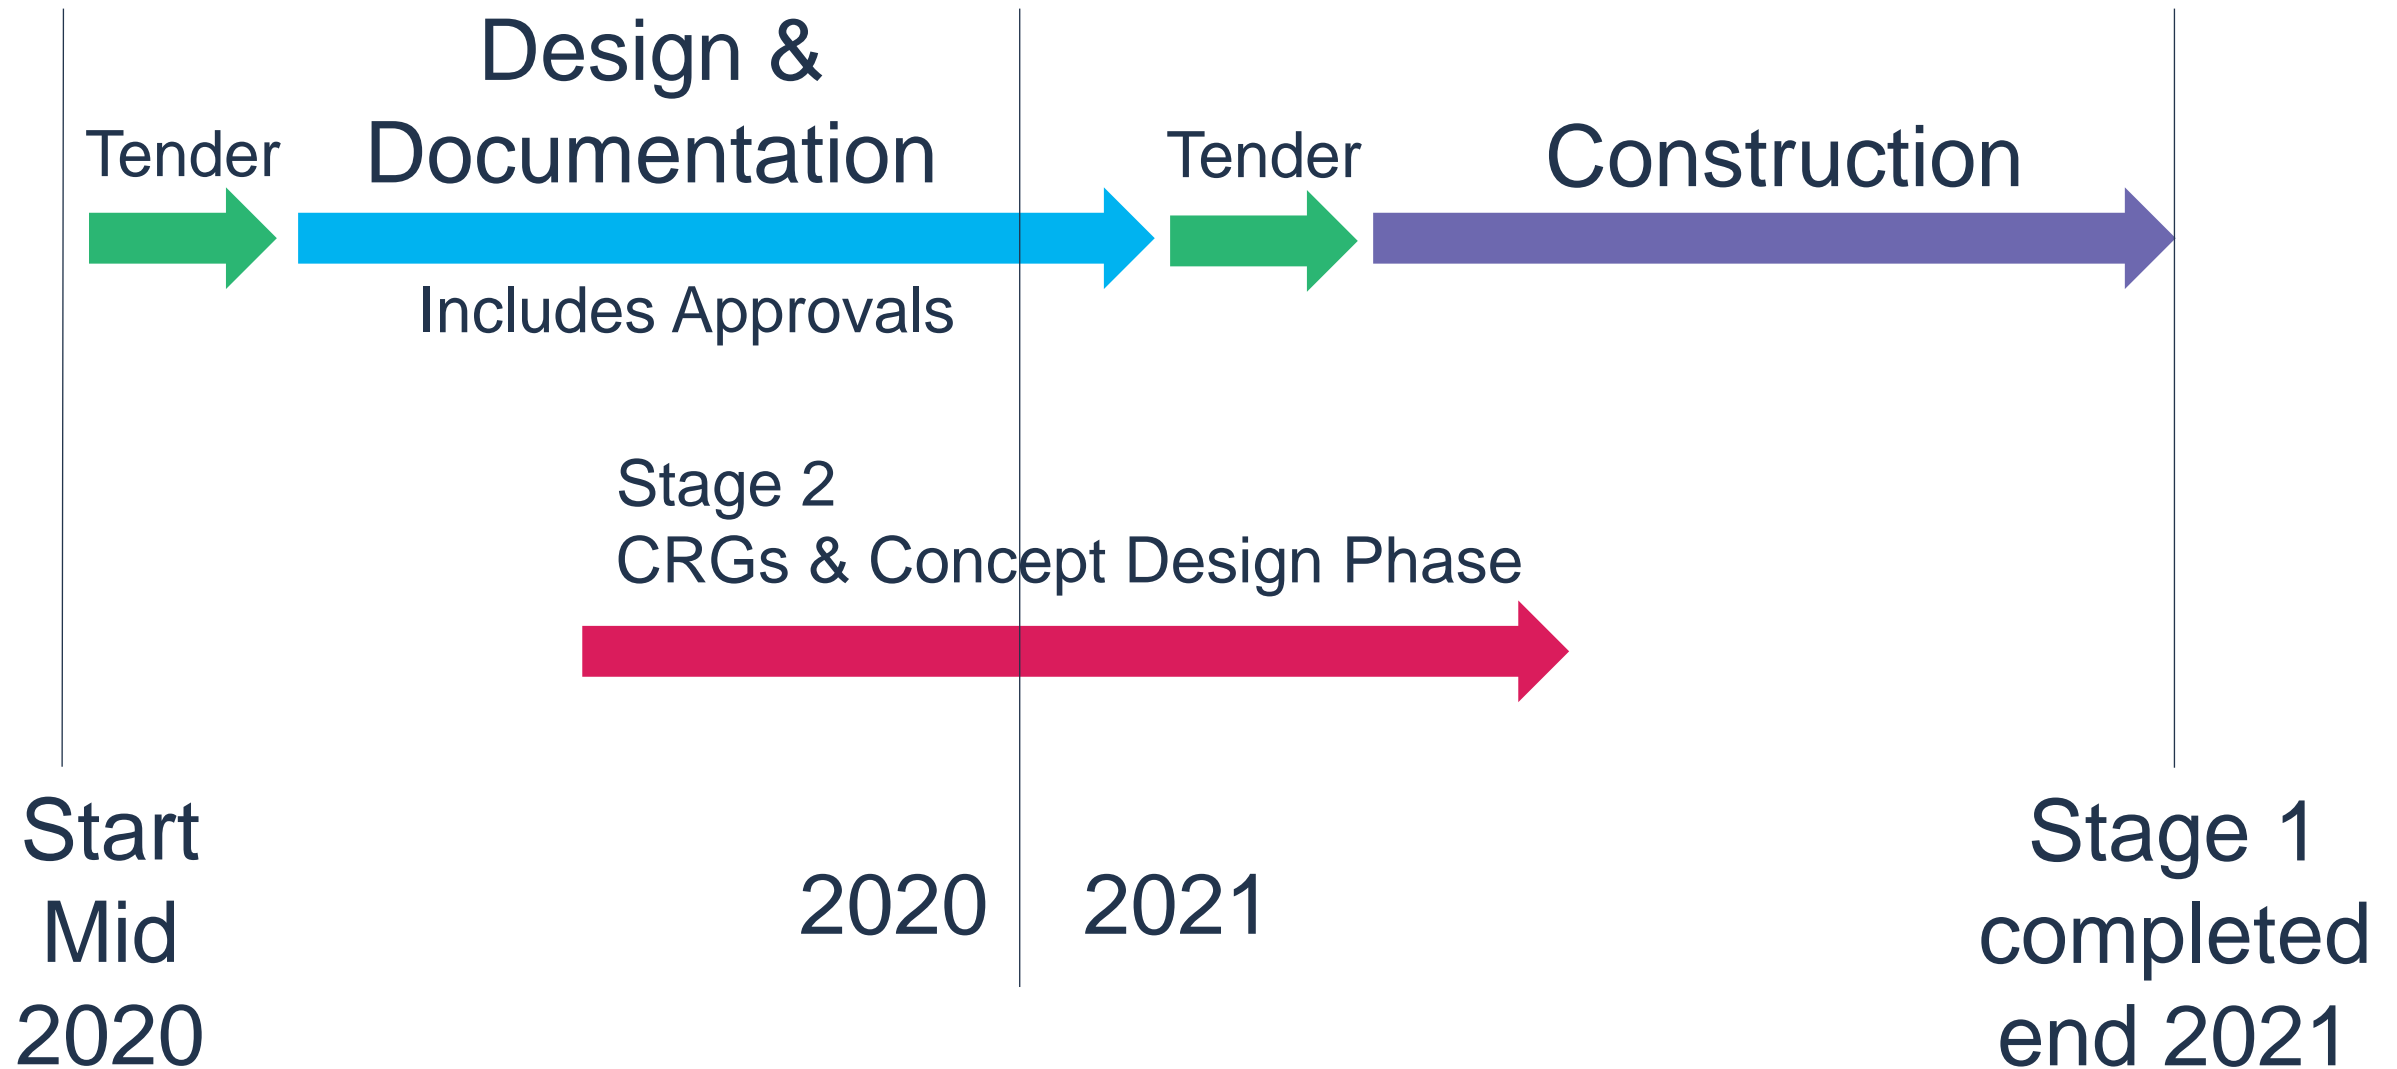 Design &
Documentation
Tender
Tender
Construction
Includes Approvals
Stage 2
CRGs & Concept Design Phase
Start
Mid
2020
2020
2021
Stage 1
completed
end 2021